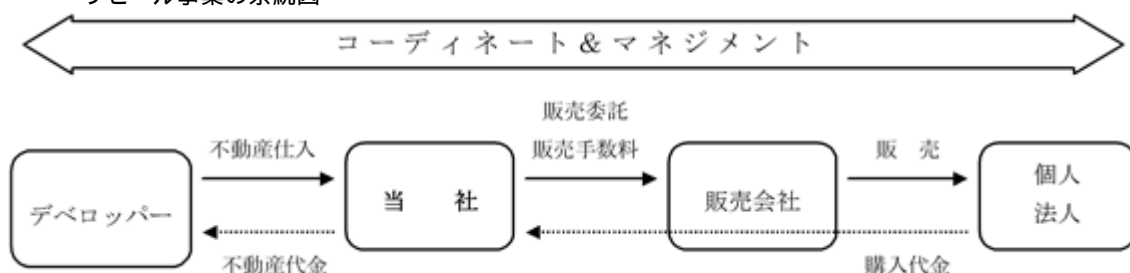 リセール事業の系統図
コーディネート&マネジメント
販売委託
不動産仕入
販売手数料
販 売
デベロッパー
当 社
販売会社
個人
法人
不動産代金
購入代金